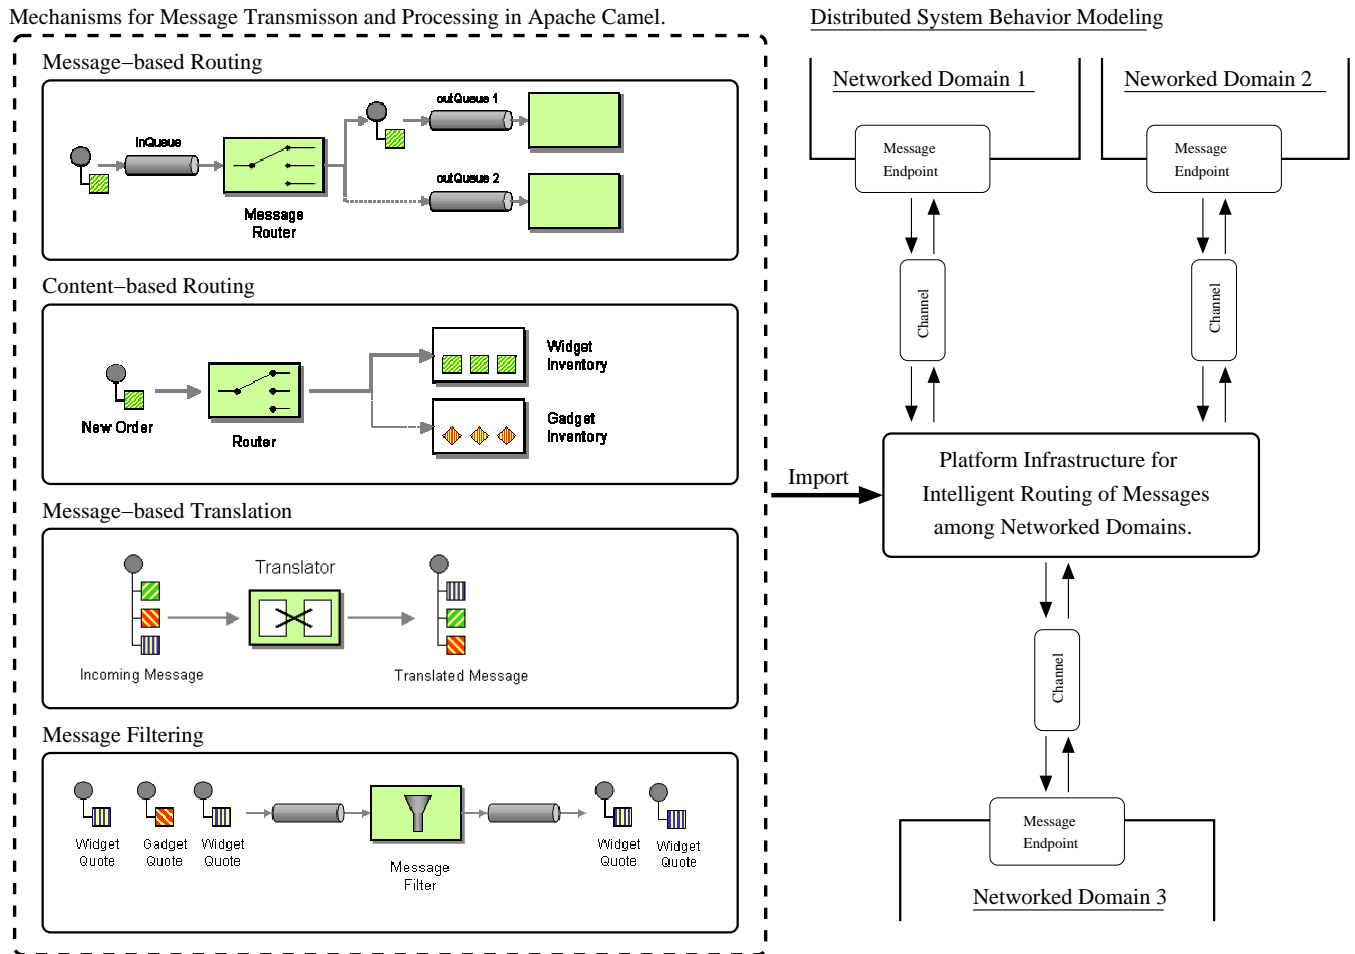 Mechanisms for Message Transmisson and Processing in Apache Camel.
Message-based Routing
inQueue
Message
Router
outQueue 1
outQueue 2
Content-based Routing
New Order
Router
Widget
Inventory
Gadget
Inventory
Message-based Translation
Incoming Message
Translator
Translated Message
Message Filtering
Widget
Quote
Gadget
Quote
Widget
Quote
Message
Filter
Widget
Quote
Widget
Quote
Import
Distributed System Behavior Modeling
Networked Domain 1
Message
Endpoint
Channel
Neworked Domain 2
Message
Endpoint
Channel
Platform Infrastructure for
Intelligent Routing of Messages
among Networked Domains.
Channel
Message
Endpoint
Networked Domain 3